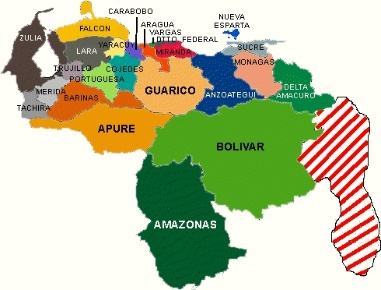 CARABOBO
ARAGUA
VARGAS
DTTO. FEDERAL
NUEVA
ESPARTA
FALCON
ZULIA
LARA
YARACUY
MIRANDA
SUCRE
MONAGAS
TRUJILLO
COJEDES
PORTUGUESA
MERIDA
BARINAS
GUARICO
ANZOATEGUI
DELTA
AMACURO
TACHIRA
APURE
BOLIVAR
AMAZONAS